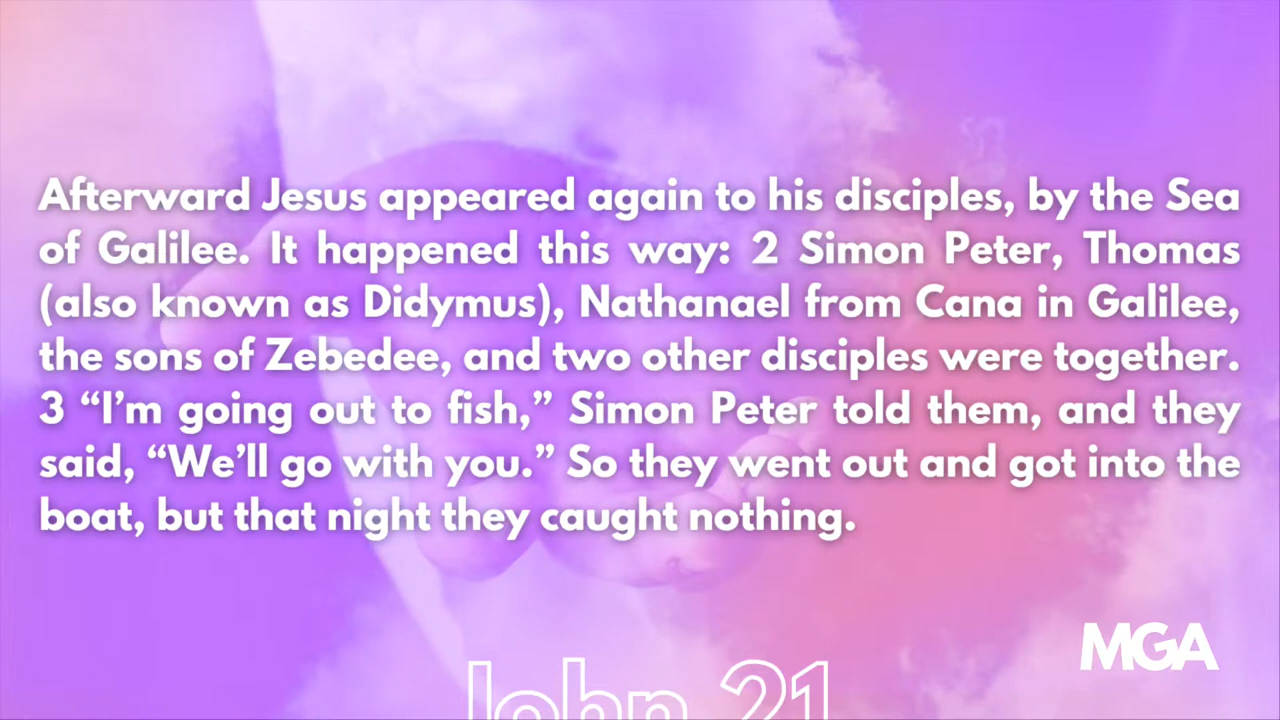 Afterward Jesus appeared again to his disciples, by the Sea
of Galilee. It happened this way: 2 Simon Peter, Thomas
(also known as Didymus), Nathanael from Cana in Galilee,
the sons of Zebedee, and two other disciples were together.
3 “I’m going out to fish,” Simon Peter told them, and they
said, “We’ll go with you.” So they went out and got into the
boat, but that night they caught nothing.
MGA
John 21